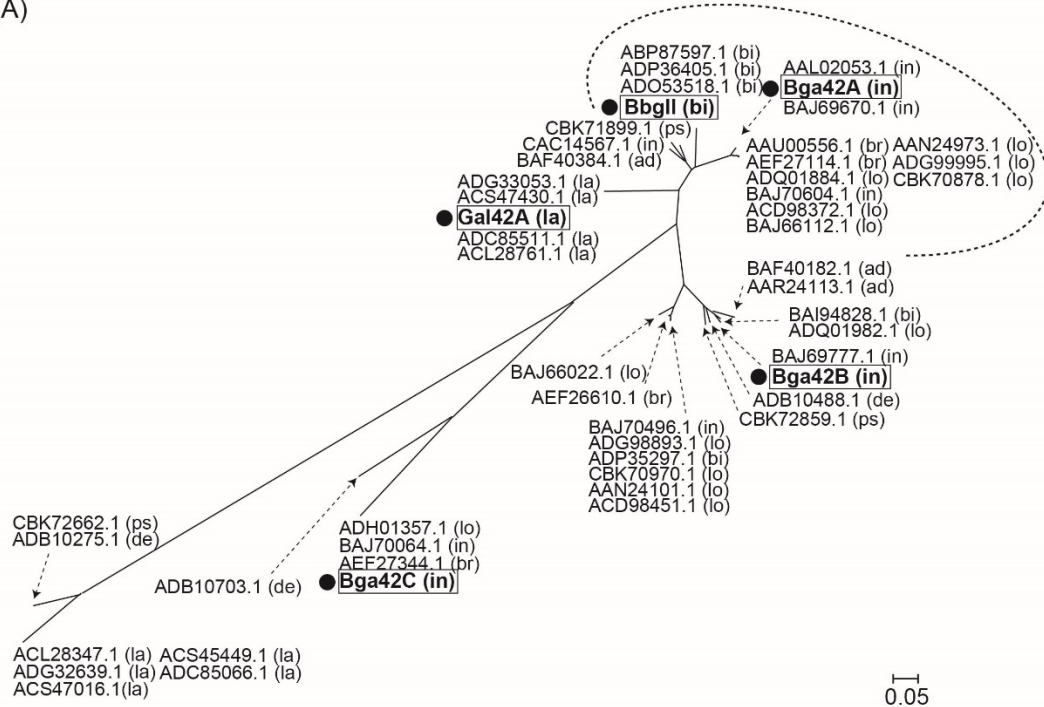 A)
ABP87597.1 (bi)
ADP36405.1 (bi)
ADO53518.1 (bi)
BbgII (bi)
AAL02053.1 (in)
Bga42A (in)
BAJ69670.1 (in)
CBK71899.1 (ps)
CAC14567.1 (in)
BAF40384.1 (ad)
AAU00556.1 (br) AAN24973.1 (lo)
AEF27114.1 (br) ADG99995.1 (lo)
ADQ01884.1 (lo) CBK70878.1 (lo)
BAJ70604.1 (in)
ACD98372.1 (lo)
BAJ66112.1 (lo)
ADG33053.1 (la)
ACS47430.1 (la)
Gal42A (la)
ADC85511.1 (la)
ACL28761.1 (la)
BAF40182.1 (ad)
AAR24113.1 (ad)
BAI94828.1 (bi)
ADQ01982.1 (lo)
BAJ69777.1 (in)
Bga42B (in)
ADB10488.1 (de)
CBK72859.1 (ps)
BAJ66022.1 (lo)
AEF26610.1 (br)
BAJ70496.1 (in)
ADG98893.1 (lo)
ADP35297.1 (bi)
CBK70970.1 (lo)
AAN24101.1 (lo)
ACD98451.1 (lo)
CBK72662.1 (ps)
ADB10275.1 (de)
ADB10703.1 (de)
ADH01357.1 (lo)
BAJ70064.1 (in)
AEF27344.1 (br)
Bga42C (in)
ACL28347.1 (la) ACS45449.1 (la)
ADG32639.1 (la) ADC85066.1 (la)
ACS47016.1(la)
0.05